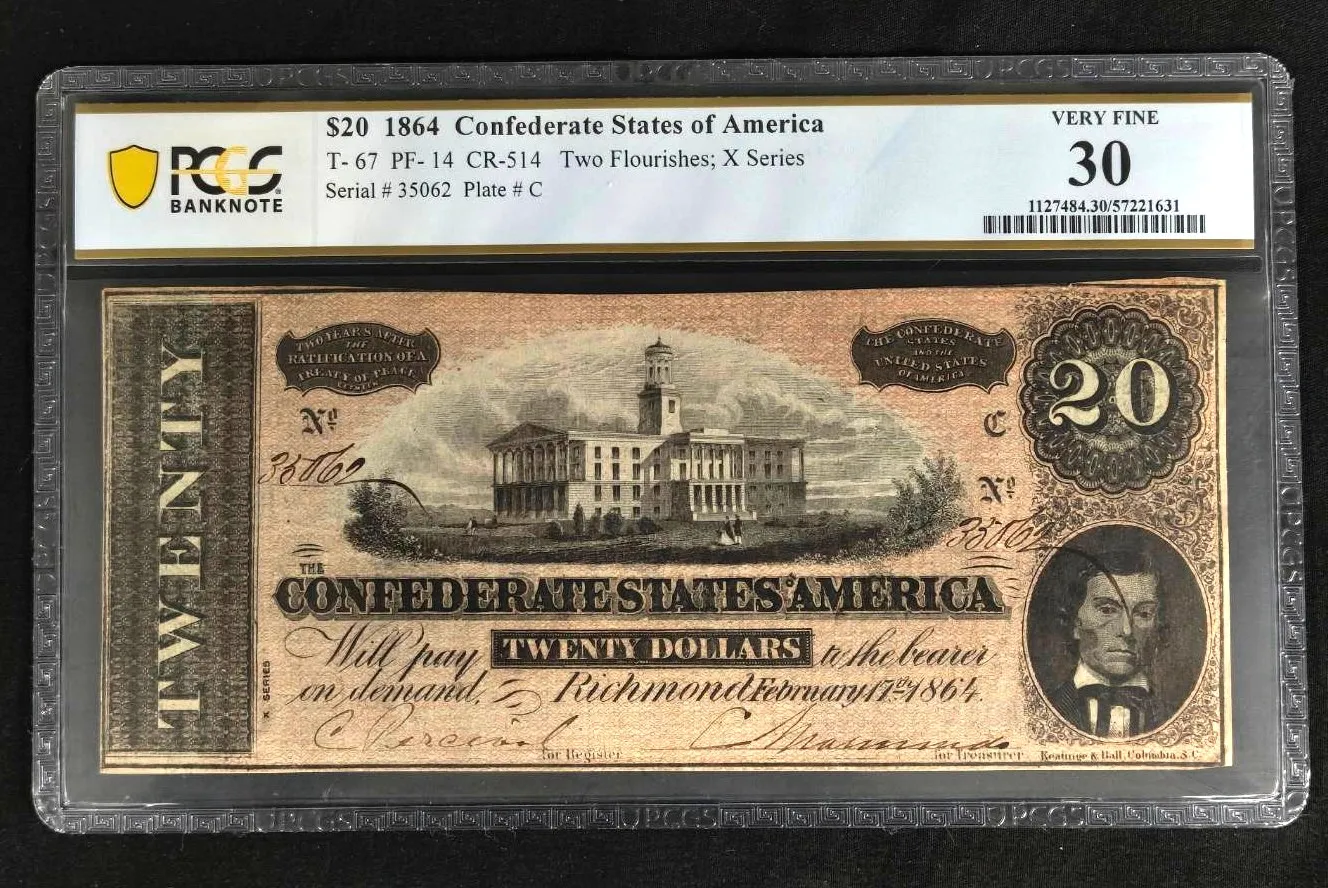 $20 1864 Confederate States of America
T- 67 PF- 14 CR-514 Two Flourishes; X Series
Serial # 35062 Plate # C
PCGS
BANKNOTE
VERY FINE
30
1127484.30/57221631
TWENTY
TWO YEARS AFTER
THE
RATIFICATION OF A
TREATY OF PEACE
BETWEEN
THE CONFEDERATE
STATES
AND THE
UNITED STATES
OF AMERICA.
20
Nº
35062
C
Nº
35062
THE
CONFEDERATE STATES OF AMERICA
Will pay TWENTY DOLLARS to the bearer
on demand, Richmond February 17th 1864.
X SERIES
for Register
for Treasurer
Keatinge & Ball, Columbia, S.C.